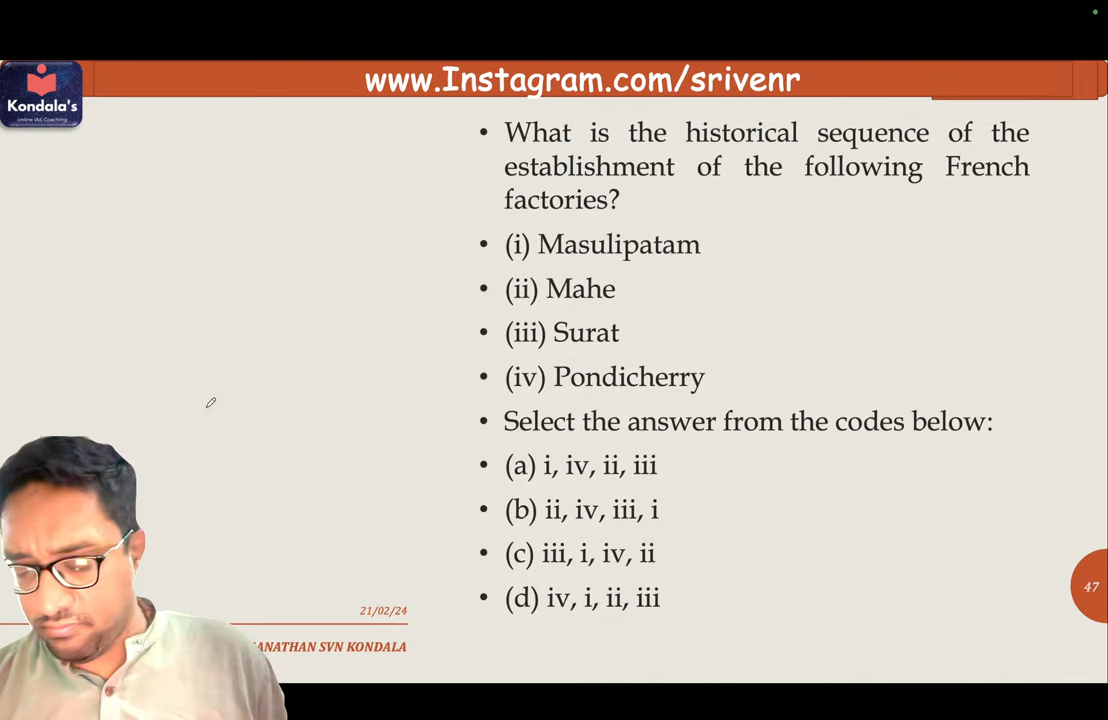 www.Instagram.com/srivenr
Kondala's
online IAS Coaching
• What is the historical sequence of the
establishment of the following French
factories?
• (i) Masulipatam
• (ii) Mahe
• (iii) Surat
• (iv) Pondicherry
• Select the answer from the codes below:
• (a) i, iv, ii, iii
• (b) ii, iv, iii, i
• (c) iii, i, iv, ii
• (d) iv, i, ii, iii
47
21/02/24
SVN KONDALA